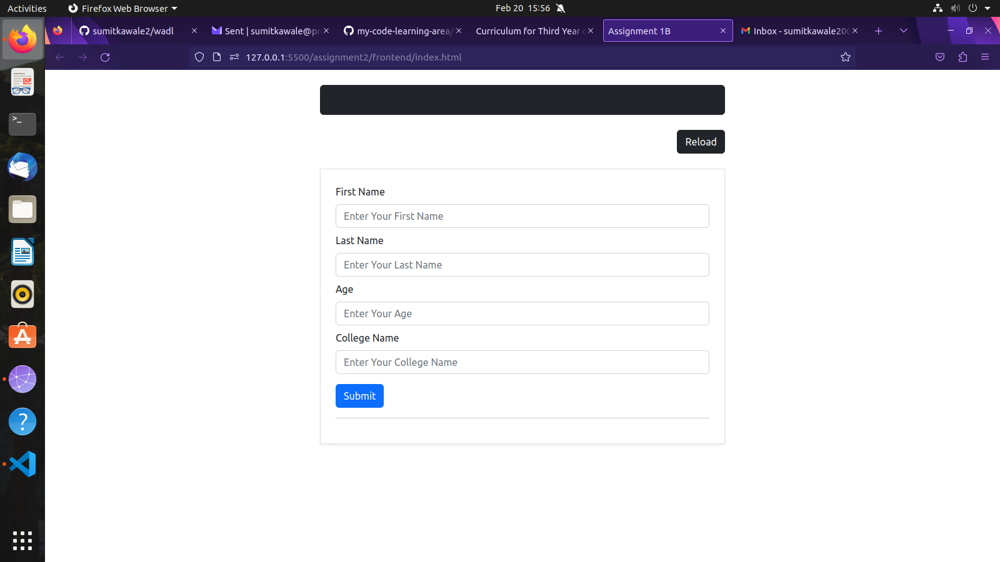 Activities
Firefox Web Browser
Feb 20 15:56
sumitkawale2/wadl
Sent | sumitkawale@pr
my-code-learning-area/
Curriculum for Third Year
Assignment 1B
Inbox - sumitkawale200
127.0.0.1:5500/assignment2/frontend/index.html
Reload
First Name
Enter Your First Name
Last Name
Enter Your Last Name
Age
Enter Your Age
College Name
Enter Your College Name
Submit